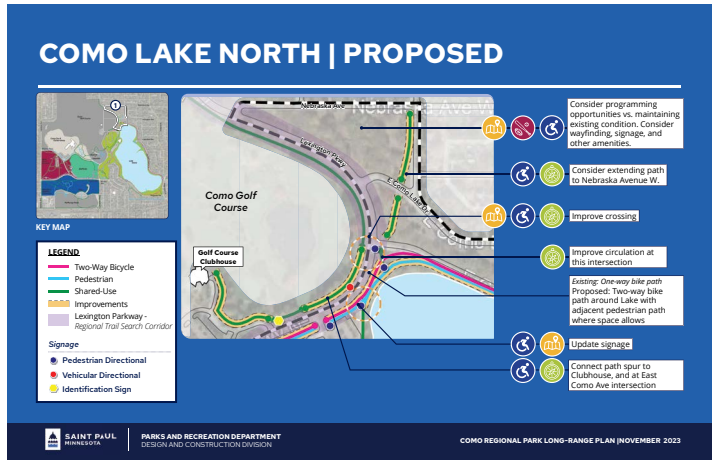 COMO LAKE NORTH | PROPOSED
1
KEY MAP
LEGEND
Two-Way Bicycle
Pedestrian
Shared-Use
Improvements
Lexington Parkway -
Regional Trail Search Corridor
Signage
Pedestrian Directional
Vehicular Directional
Identification Sign
Nebraska Ave
Nebraska Ave W
Lexington Pkwy
E Como Lake Dr
Como Golf
Course
Golf Course
Clubhouse
Consider programming
opportunities vs. maintaining
existing condition. Consider
wayfinding, signage, and
other amenities.
Consider extending path
to Nebraska Avenue W.
Improve crossing
Improve circulation at
this intersection
Existing: One-way bike path
Proposed: Two-way bike
path around Lake with
adjacent pedestrian path
where space allows
Update signage
Connect path spur to
Clubhouse, and at East
Como Ave intersection
SAINT PAUL
MINNESOTA
PARKS AND RECREATION DEPARTMENT
DESIGN AND CONSTRUCTION DIVISION
COMO REGIONAL PARK LONG-RANGE PLAN |NOVEMBER 2023